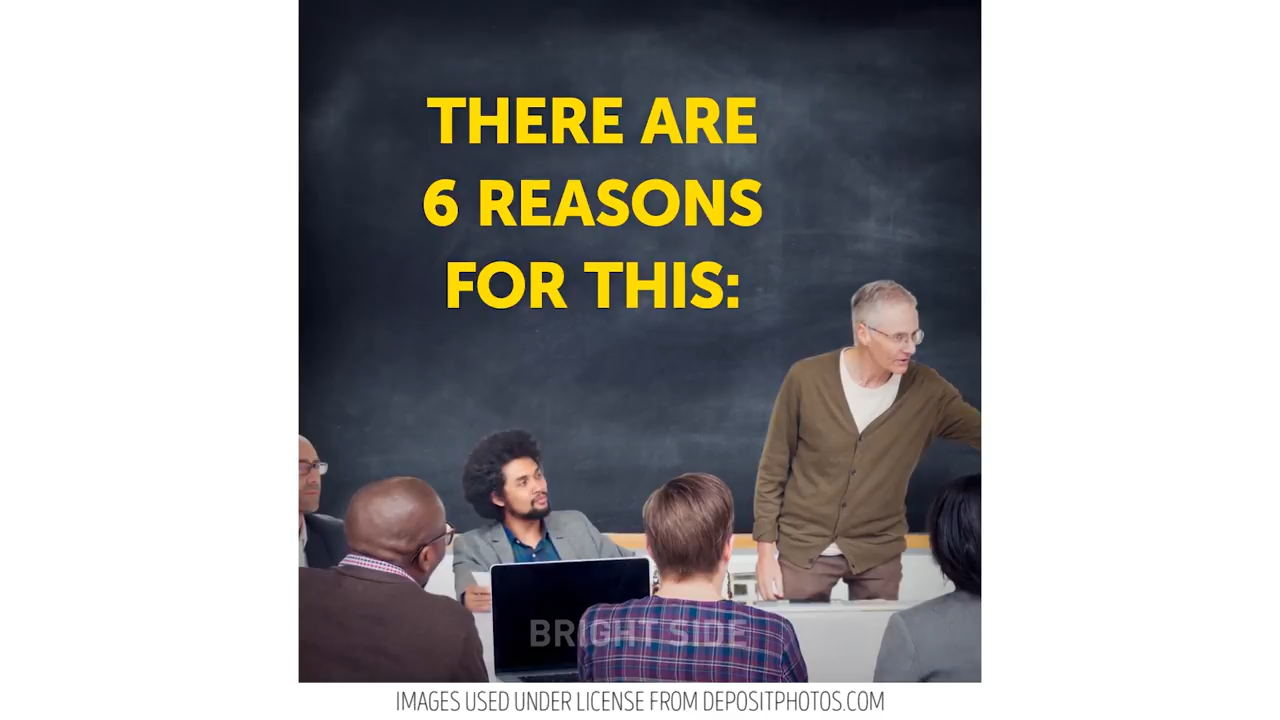 THERE ARE
6 REASONS
FOR THIS:
BRIGHT SIDE
IMAGES USED UNDER LICENSE FROM DEPOSITPHOTOS.COM